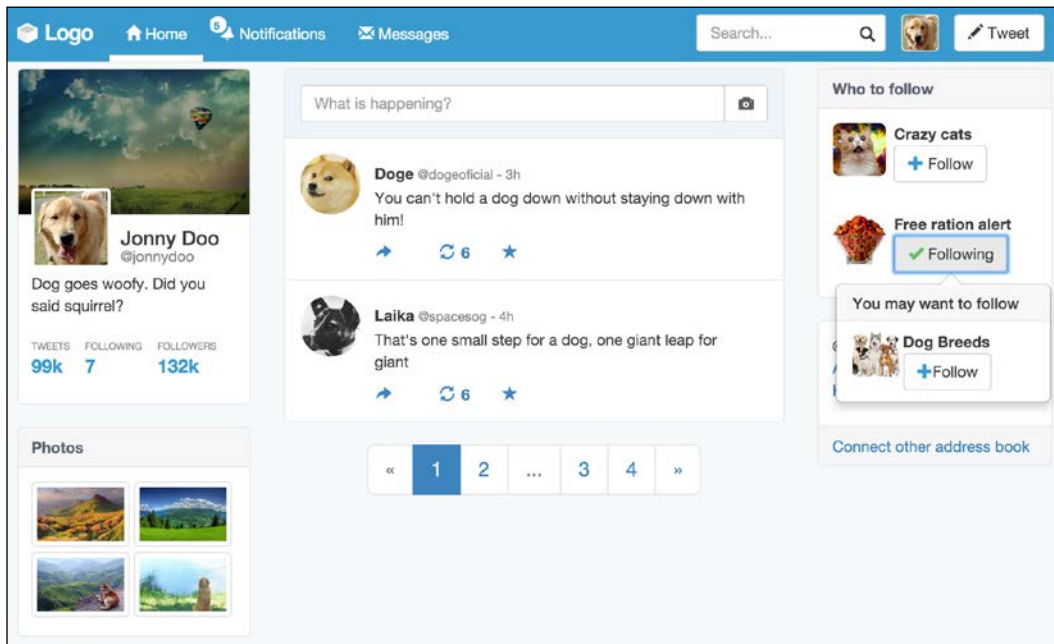 Logo
Home
5
Notifications
Messages
Search...
Tweet
Jonny Doo
@jonnydoo
Dog goes woofy. Did you
said squirrel?
TWEETS FOLLOWING FOLLOWERS
99k 7 132k
Photos
What is happening?
Doge @dogeoficial - 3h
You can't hold a dog down without staying down with
him!
6
Laika @spacesog - 4h
That's one small step for a dog, one giant leap for
giant
6
« 1 2 ... 3 4 »
Who to follow
Crazy cats
Follow
Free ration alert
Following
You may want to follow
Dog Breeds
Follow
Connect other address book